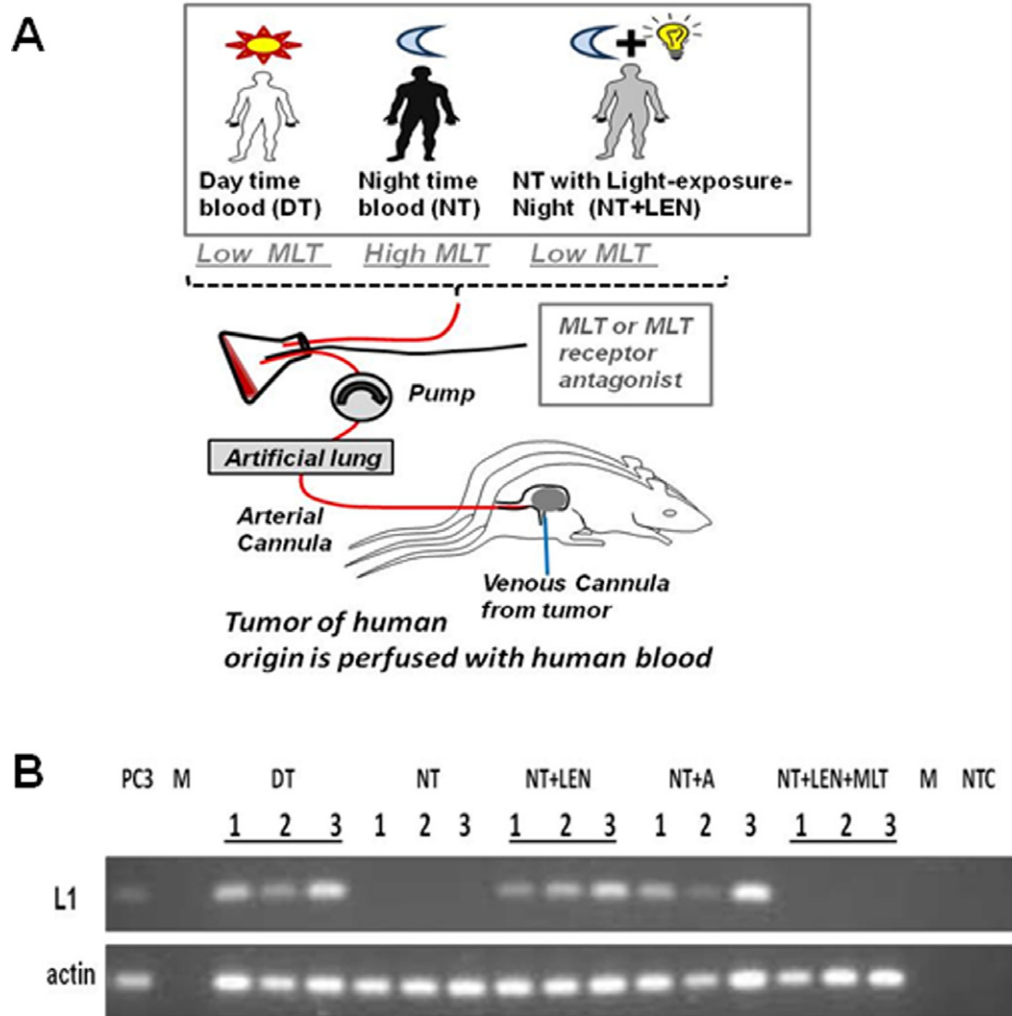 A
Day time
blood (DT)
Night time
blood (NT)
NT with Light-exposure-
Night (NT+LEN)
Low MLT
High MLT
Low MLT
MLT or MLT
receptor
antagonist
Pump
Artificial lung
Arterial
Cannula
Venous Cannula
from tumor
Tumor of human
origin is perfused with human blood
B
PC3 M DT NT NT+LEN NT+A NT+LEN+MLT M NTC
1 2 3 1 2 3 1 2 3 1 2 3 1 2 3
L1
actin